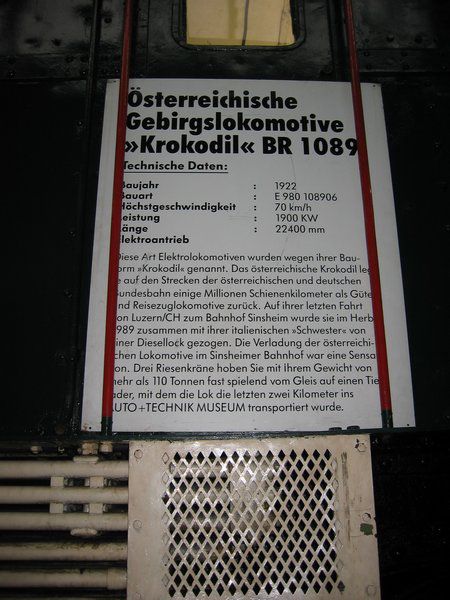 Österreichische
Gebirgslokomotive
»Krokodil« BR 1089
Technische Daten:
Baujahr : 1922
Bauart : E 980 108906
Höchstgeschwindigkeit : 70 km/h
Leistung : 1900 KW
Länge : 22400 mm
Elektroantrieb
Diese Art Elektrolokomotiven wurden wegen ihrer Bau-
form »Krokodil« genannt. Das österreichische Krokodil leg
e auf den Strecken der österreichischen und deutschen
Bundesbahn einige Millionen Schienenkilometer als Güte
und Reisezuglokomotive zurück. Auf ihrer letzten Fahrt
von Luzern/CH zum Bahnhof Sinsheim wurde sie im Herb
1989 zusammen mit ihrer italienischen »Schwester« von
einer Diesellock gezogen. Die Verladung der österreichi-
schen Lokomotive im Sinsheimer Bahnhof war eine Sensa
ion. Drei Riesenkräne hoben Sie mit Ihrem Gewicht von
mehr als 110 Tonnen fast spielend vom Gleis auf einen Tie
ader, mit dem die Lok die letzten zwei Kilometer ins
AUTO+TECHNIK MUSEUM transportiert wurde.